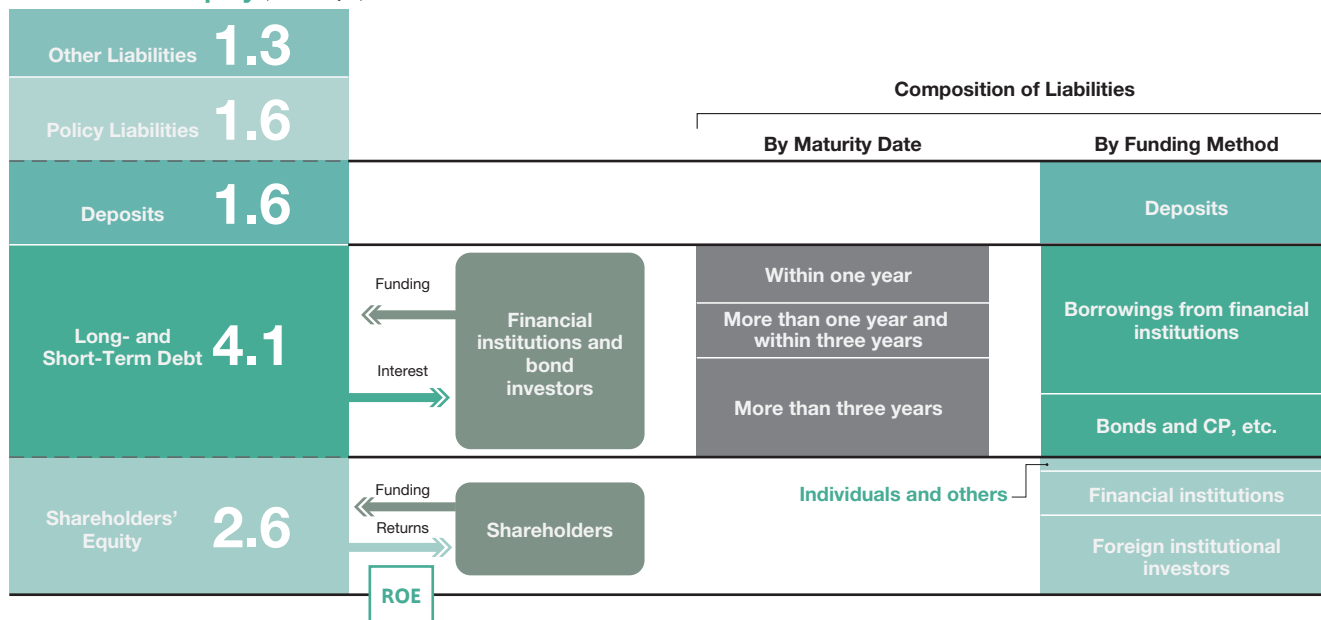 Other Liabilities 1.3
Policy Liabilities 1.6
Deposits 1.6
Long- and
Short-Term Debt 4.1
Shareholders'
Equity 2.6
Funding
Interest
Financial
institutions and
bond
investors
Funding
Returns
Shareholders
ROE
Composition of Liabilities
By Maturity Date
Within one year
More than one year and
within three years
More than three years
By Funding Method
Deposits
Borrowings from financial
institutions
Bonds and CP, etc.
Individuals and others
Financial institutions
Foreign institutional
investors